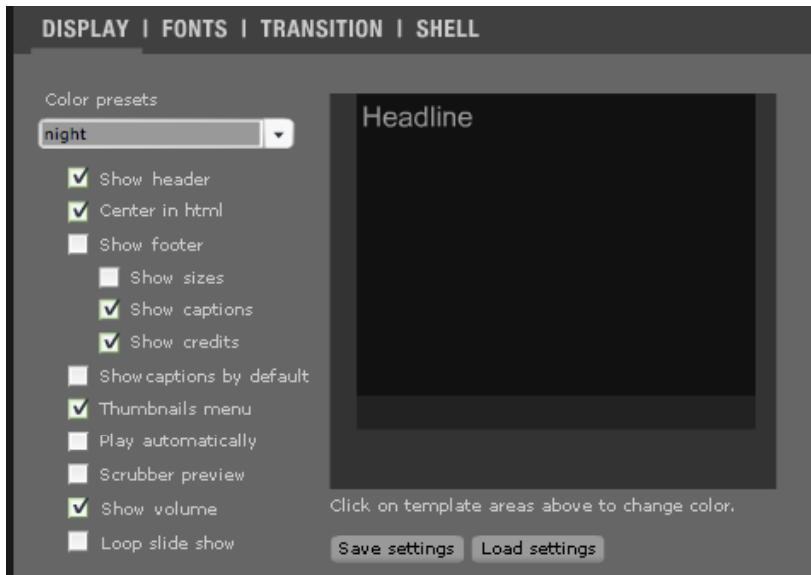 DISPLAY | FONTS | TRANSITION | SHELL
Color presets
night
Show header
Center in html
Show footer
Show sizes
Show captions
Show credits
Show captions by default
Thumbnails menu
Play automatically
Scrubber preview
Show volume
Loop slide show
Headline
Click on template areas above to change color.
Save settings Load settings